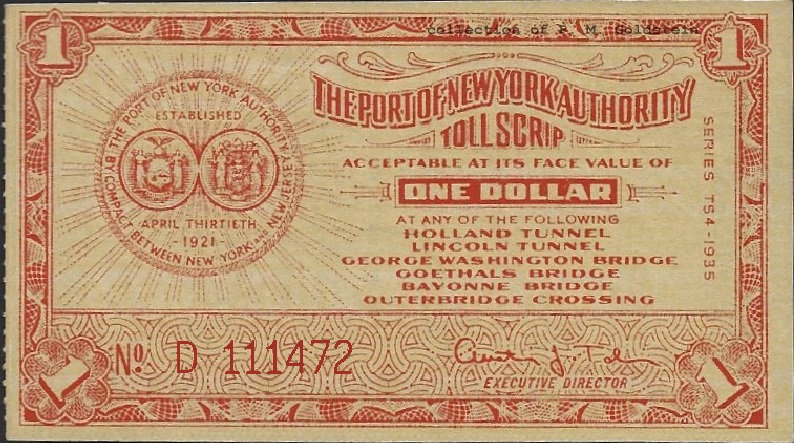 1
collection of P. M. Goldstein
1
THE PORT OF NEW YORK AUTHORITY
TOLL SCRIP
ACCEPTABLE AT ITS FACE VALUE OF
ONE DOLLAR
AT ANY OF THE FOLLOWING
HOLLAND TUNNEL
LINCOLN TUNNEL
GEORGE WASHINGTON BRIDGE
GOETHALS BRIDGE
BAYONNE BRIDGE
OUTERBRIDGE CROSSING
SERIES TS4-1935
THE PORT OF NEW YORK AUTHORITY
ESTABLISHED
APRIL THIRTIETH
-1921-
BY COMPACT BETWEEN NEW YORK
No. D 111472
EXECUTIVE DIRECTOR
1
1